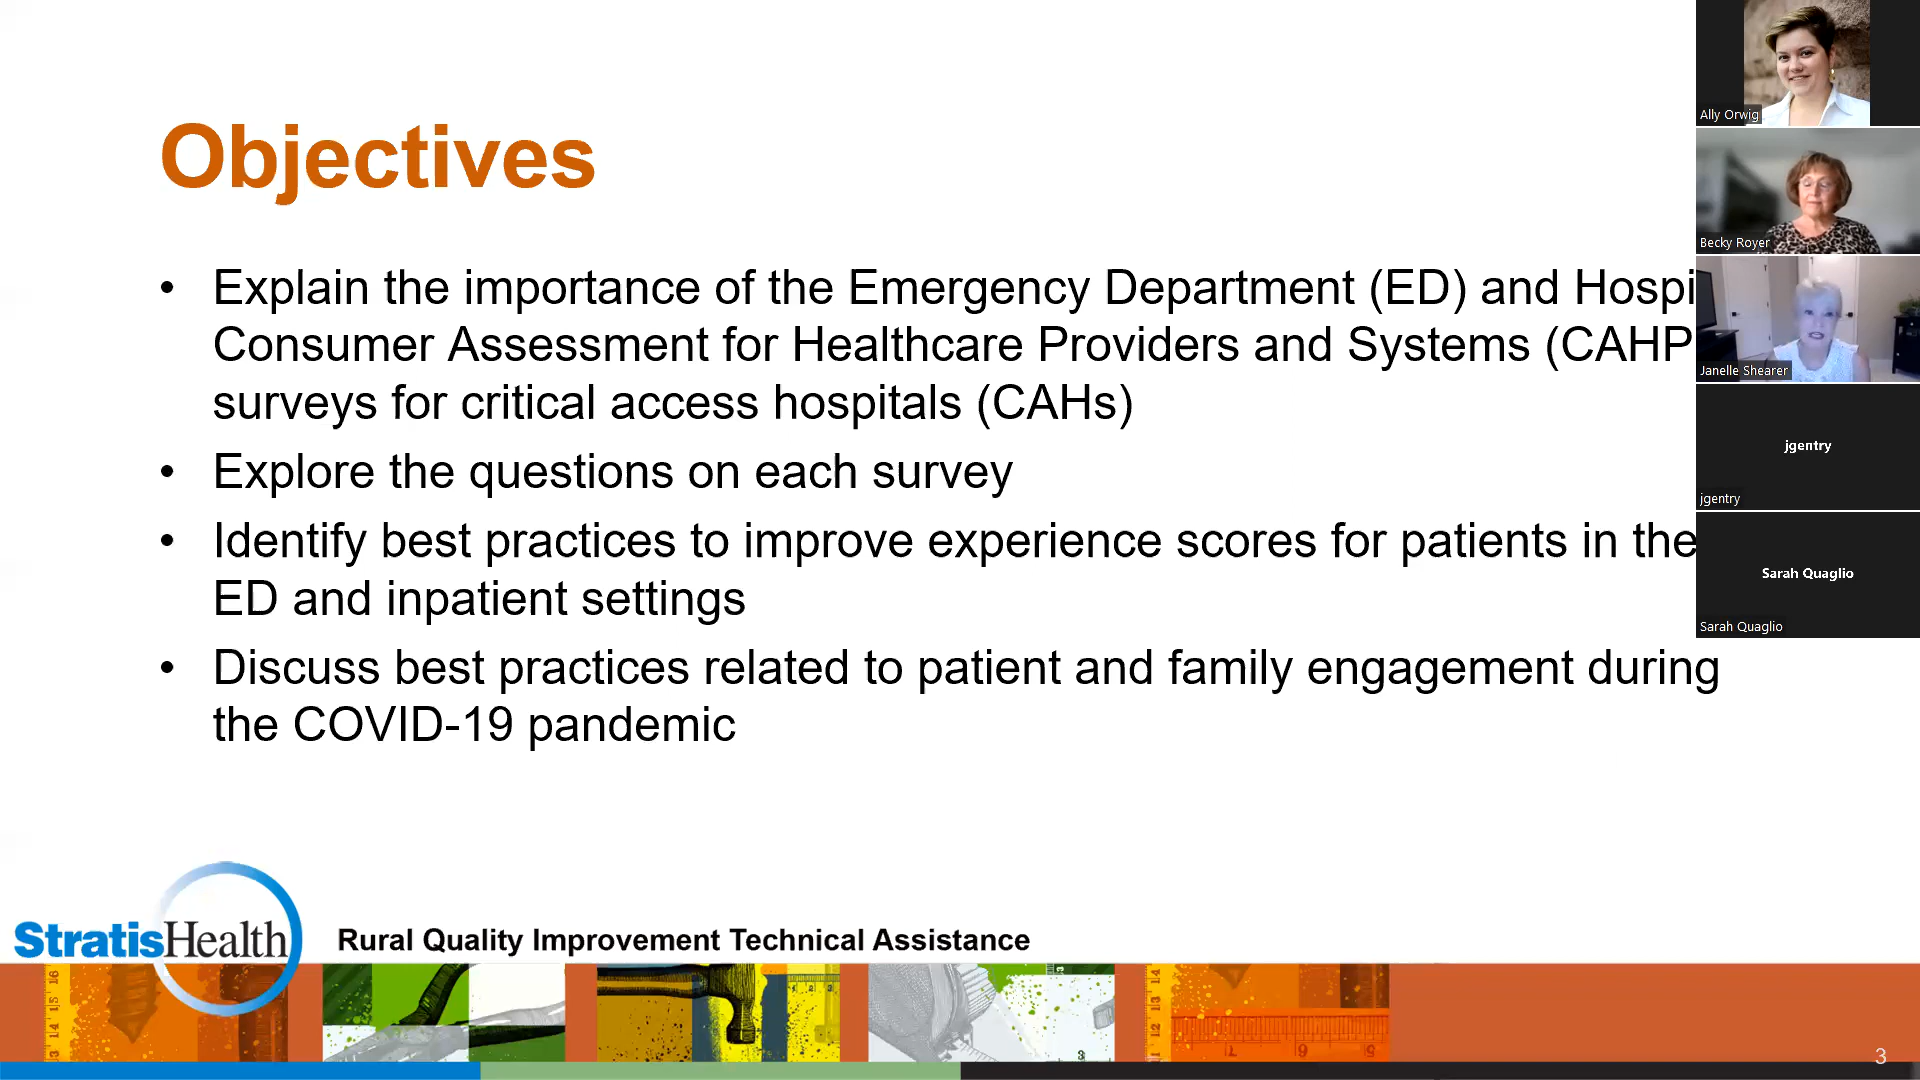 Objectives
• Explain the importance of the Emergency Department (ED) and Hospi
Consumer Assessment for Healthcare Providers and Systems (CAHP
surveys for critical access hospitals (CAHs)
• Explore the questions on each survey
• Identify best practices to improve experience scores for patients in the
ED and inpatient settings
• Discuss best practices related to patient and family engagement during
the COVID-19 pandemic
Ally Orwig
Becky Royer
Janelle Shearer
jgentry
jgentry
Sarah Quaglio
Sarah Quaglio
StratisHealth
Rural Quality Improvement Technical Assistance
3